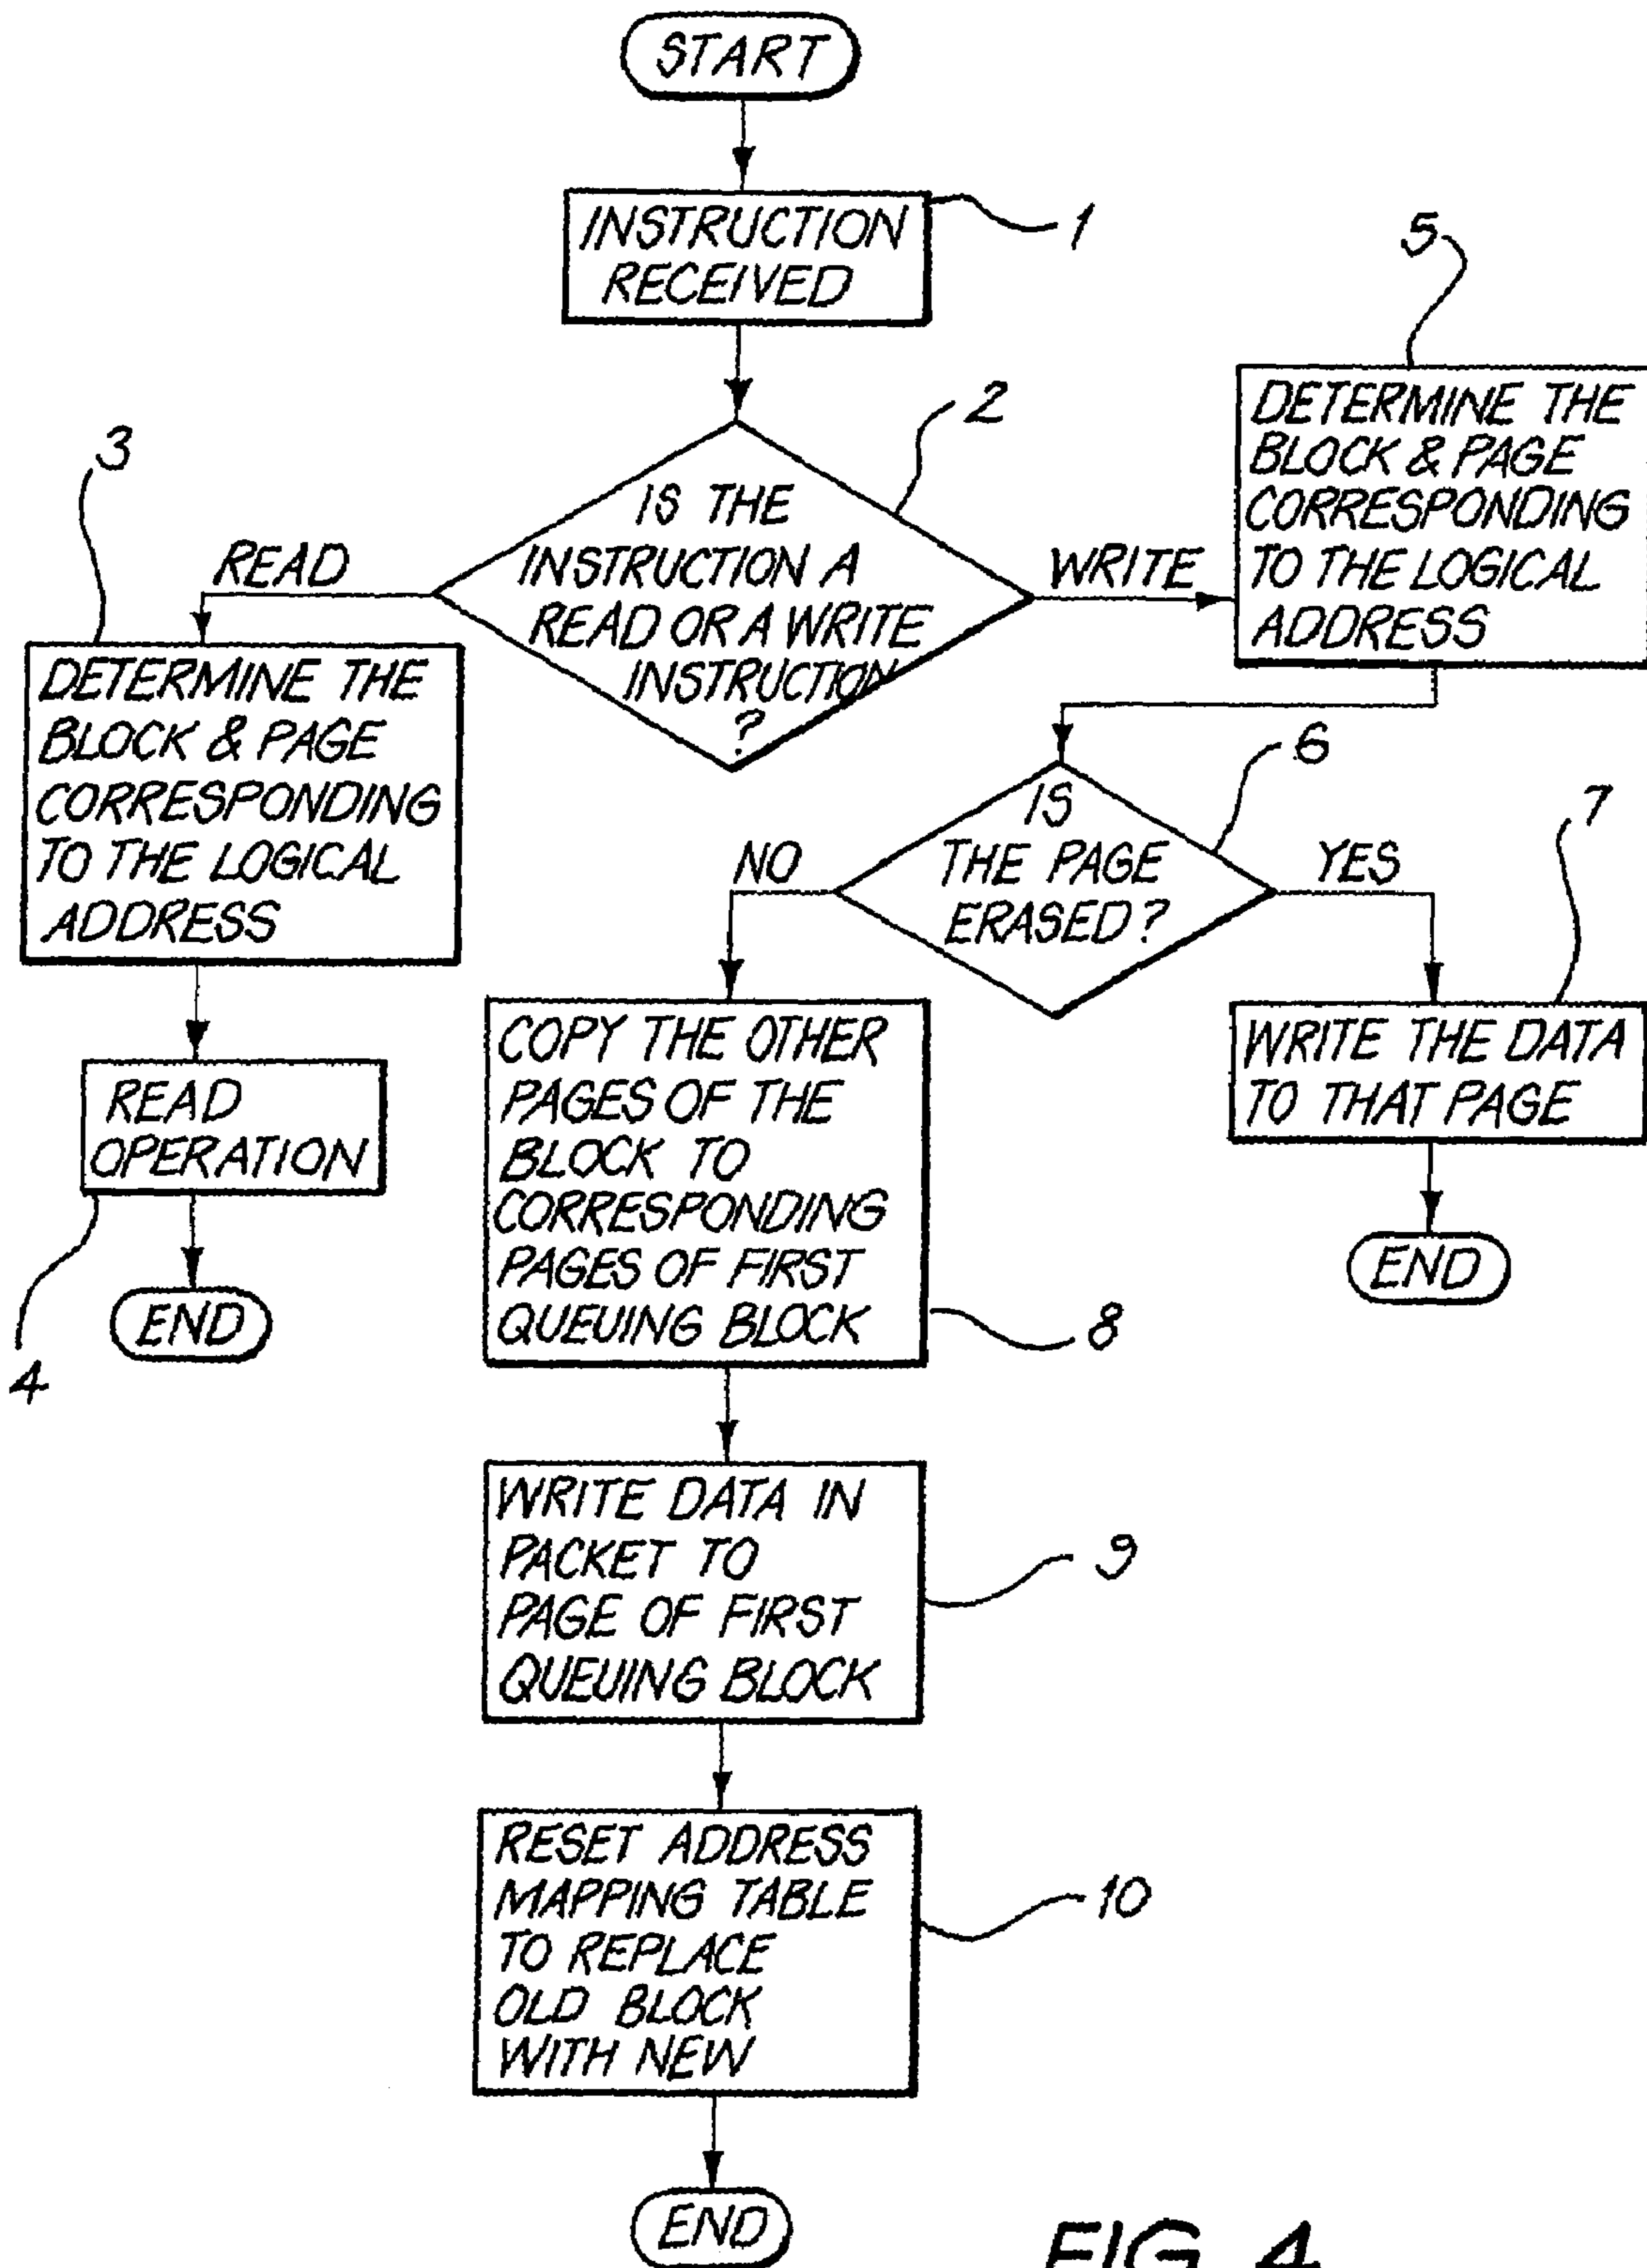 START
INSTRUCTION
RECEIVED
1
IS THE
INSTRUCTION A
READ OR A WRITE
INSTRUCTION
?
2
READ
WRITE
3
DETERMINE THE
BLOCK & PAGE
CORRESPONDING
TO THE LOGICAL
ADDRESS
READ
OPERATION
4
END
5
DETERMINE THE
BLOCK & PAGE
CORRESPONDING
TO THE LOGICAL
ADDRESS
IS
THE PAGE
ERASED?
6
NO
YES
7
WRITE THE DATA
TO THAT PAGE
END
COPY THE OTHER
PAGES OF THE
BLOCK TO
CORRESPONDING
PAGES OF FIRST
QUEUING BLOCK
8
WRITE DATA IN
PACKET TO
PAGE OF FIRST
QUEUING BLOCK
9
RESET ADDRESS
MAPPING TABLE
TO REPLACE
OLD BLOCK
WITH NEW
10
END
FIG. 4